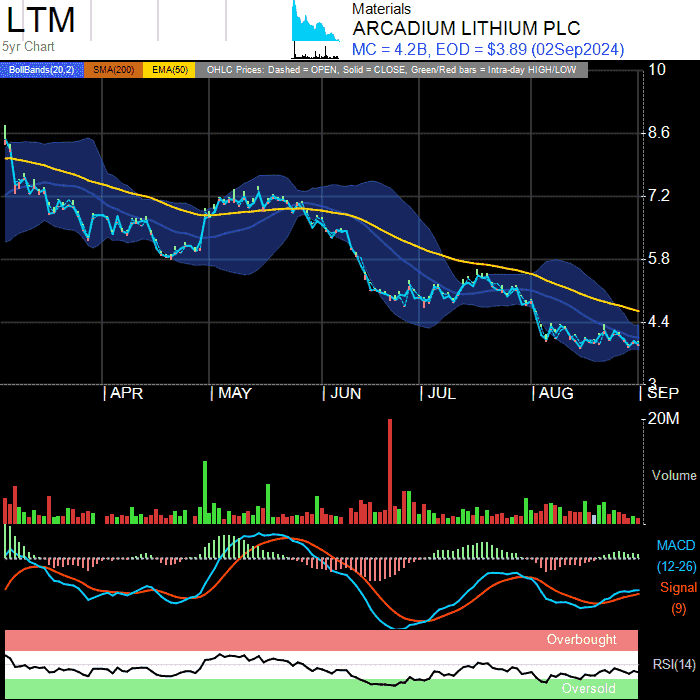 LTM
5yr Chart
Materials
ARCADIUM LITHIUM PLC
MC = 4.2B, EOD = $3.89 (02Sep2024)
BollBands(20,2) SMA(200) EMA(50) OHLC Prices: Dashed = OPEN, Solid = CLOSE, Green/Red bars = Intra-day HIGH/LOW
10
8.6
7.2
5.8
4.4
3
APR MAY JUN JUL AUG SEP
20M
Volume
MACD
(12-26)
Signal
(9)
Overbought
RSI(14)
Oversold